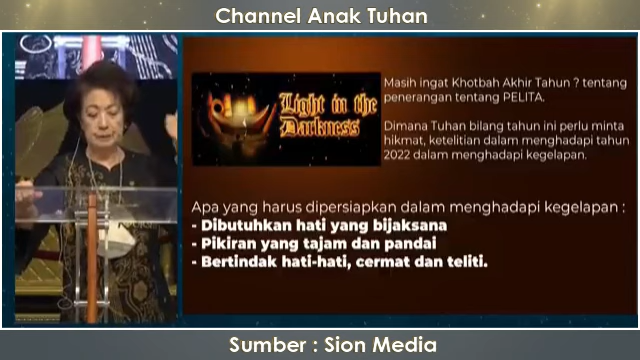 Channel Anak Tuhan
Light in the
Darkness
Masih ingat Khotbah Akhir Tahun ? tentang
penerangan tentang PELITA.
Dimana Tuhan bilang tahun ini perlu minta
hikmat, ketelitian dalam menghadapi tahun
2022 dalam menghadapi kegelapan.
Apa yang harus dipersiapkan dalam menghadapi kegelapan :
- Dibutuhkan hati yang bijaksana
- Pikiran yang tajam dan pandai
- Bertindak hati-hati, cermat dan teliti.
Sumber : Sion Media